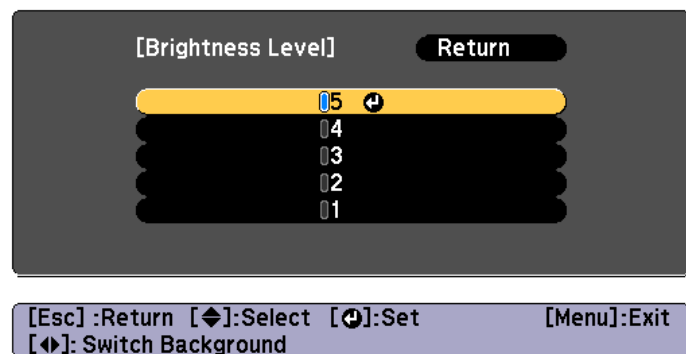 [Brightness Level] Return
5
4
3
2
1
[Esc] :Return [◆]:Select [↵]:Set [Menu]:Exit
[◀▶]: Switch Background